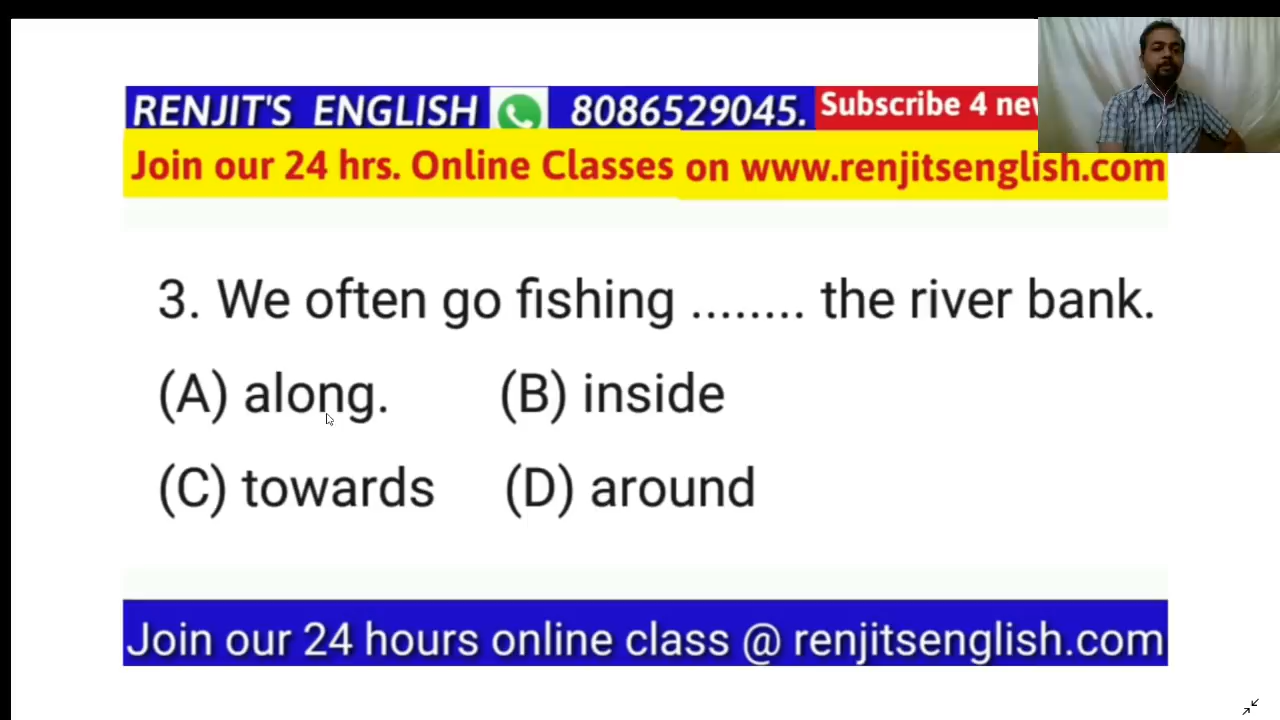 RENJIT'S ENGLISH 8086529045. Subscribe 4
Join our 24 hrs. Online Classes on www.renjitsenglish.com
3. We often go fishing ........ the river bank.
(A) along. (B) inside
(C) towards (D) around
Join our 24 hours online class @ renjitsenglish.com